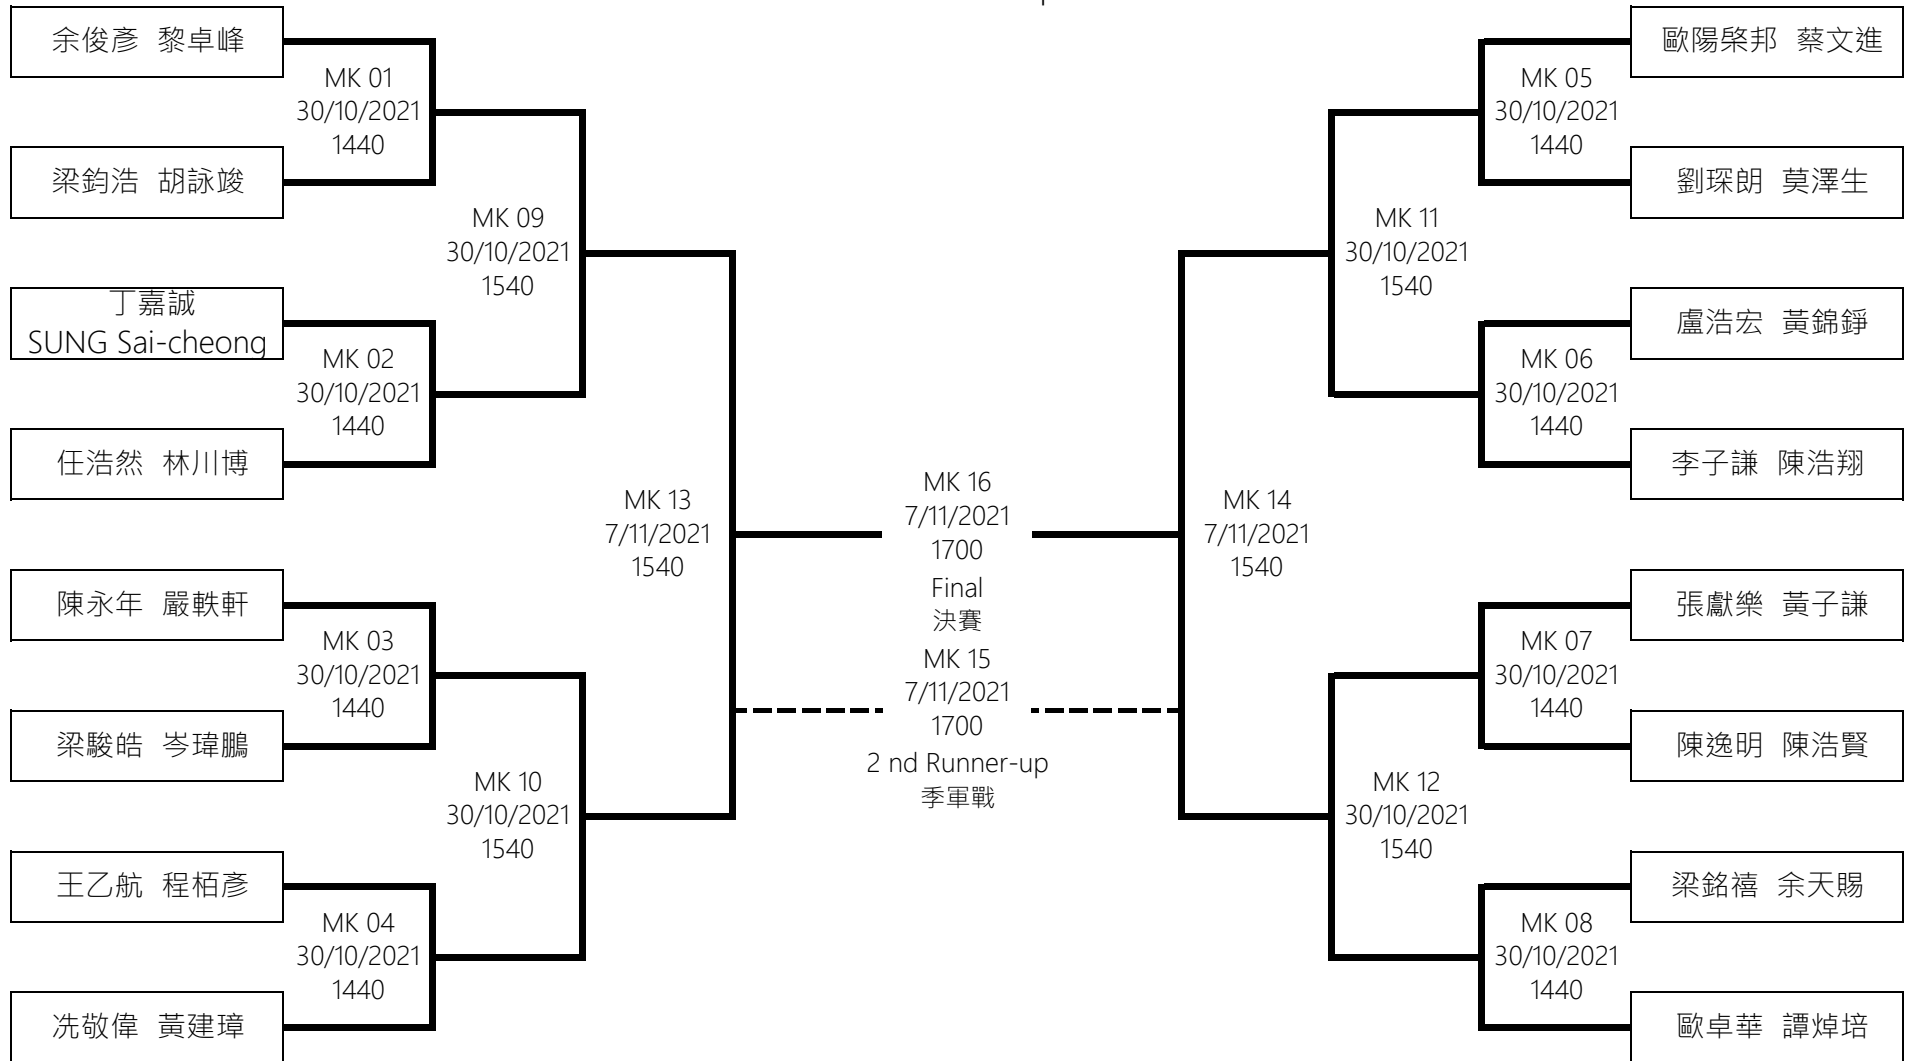 余俊彥 黎卓峰
MK 01
30/10/2021
1440
梁鈞浩 胡詠竣
MK 09
30/10/2021
1540
丁嘉誠
SUNG Sai-cheong
MK 02
30/10/2021
1440
任浩然 林川博
MK 13
7/11/2021
1540
陳永年 嚴軼軒
MK 03
30/10/2021
1440
梁駿皓 岑瑋鵬
MK 10
30/10/2021
1540
王乙航 程栢彥
MK 04
30/10/2021
1440
冼敬偉 黃建璋
MK 16
7/11/2021
1700
Final
決賽
MK 15
7/11/2021
1700
2 nd Runner-up
季軍戰
歐陽棨邦 蔡文進
MK 05
30/10/2021
1440
劉琛朗 莫澤生
MK 11
30/10/2021
1540
盧浩宏 黃錦錚
MK 06
30/10/2021
1440
李子謙 陳浩翔
MK 14
7/11/2021
1540
張獻樂 黃子謙
MK 07
30/10/2021
1440
陳逸明 陳浩賢
MK 12
30/10/2021
1540
梁銘禧 余天賜
MK 08
30/10/2021
1440
歐卓華 譚焯培